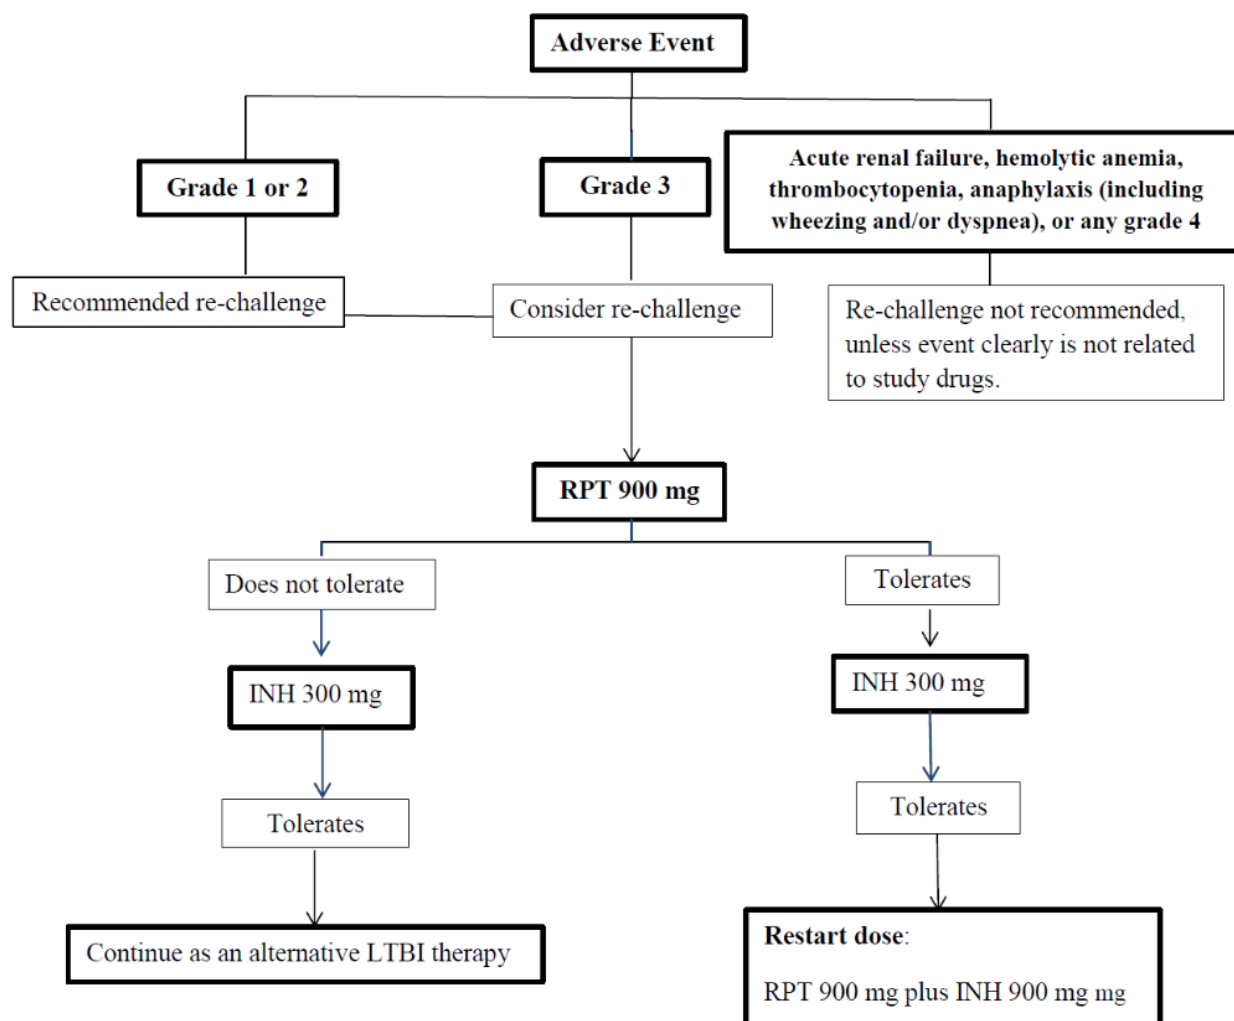 Adverse Event
Grade 1 or 2
Grade 3
Acute renal failure, hemolytic anemia,
thrombocytopenia, anaphylaxis (including
wheezing and/or dyspnea), or any grade 4
Recommended re-challenge
Consider re-challenge
Re-challenge not recommended,
unless event clearly is not related
to study drugs.
RPT 900 mg
Does not tolerate
Tolerates
INH 300 mg
INH 300 mg
Tolerates
Tolerates
Continue as an alternative LTBI therapy
Restart dose:
RPT 900 mg plus INH 900 mg mg